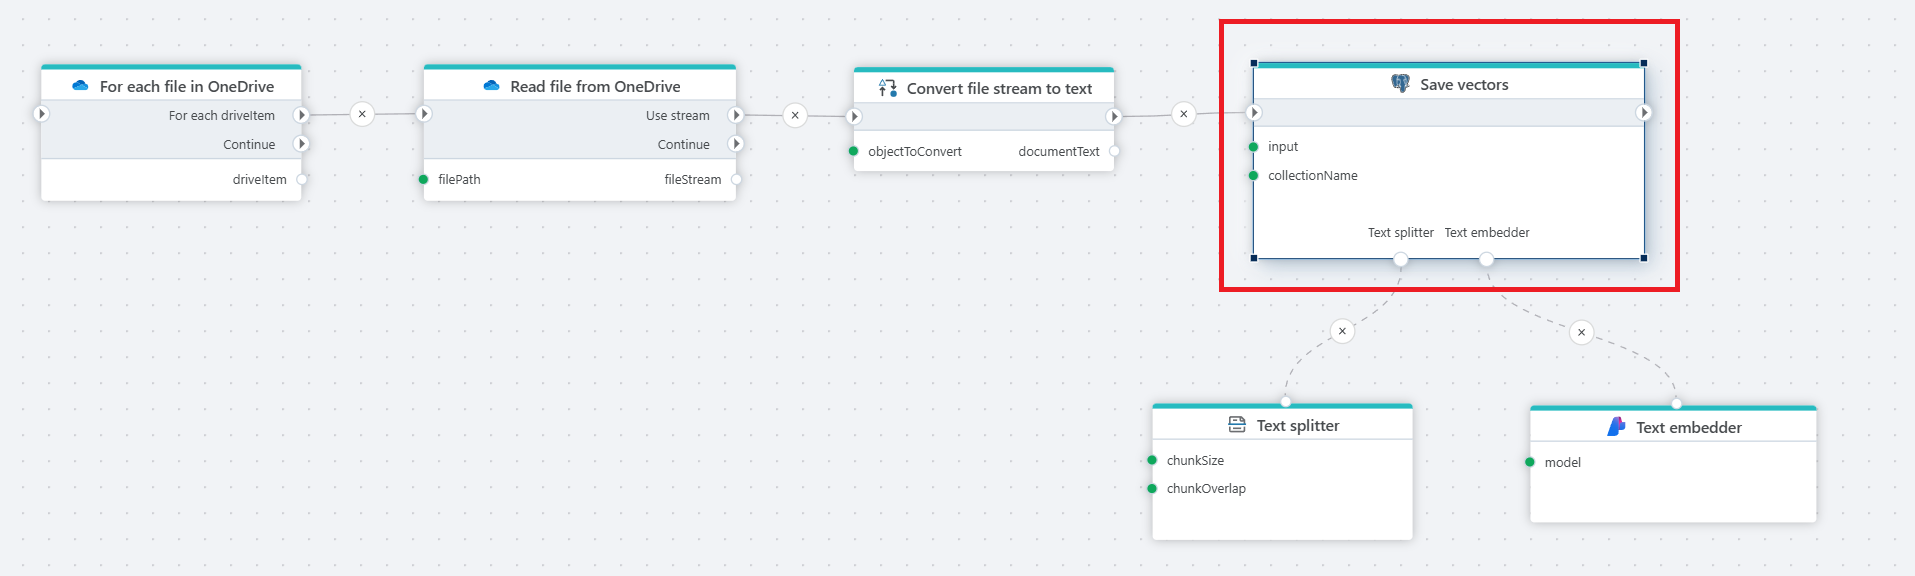 For each file in OneDrive
For each driveItem
Continue
driveItem
Read file from OneDrive
Use stream
Continue
filePath
fileStream
Convert file stream to text
objectToConvert
documentText
Save vectors
input
collectionName
Text splitter
Text embedder
Text splitter
chunkSize
chunkOverlap
Text embedder
model